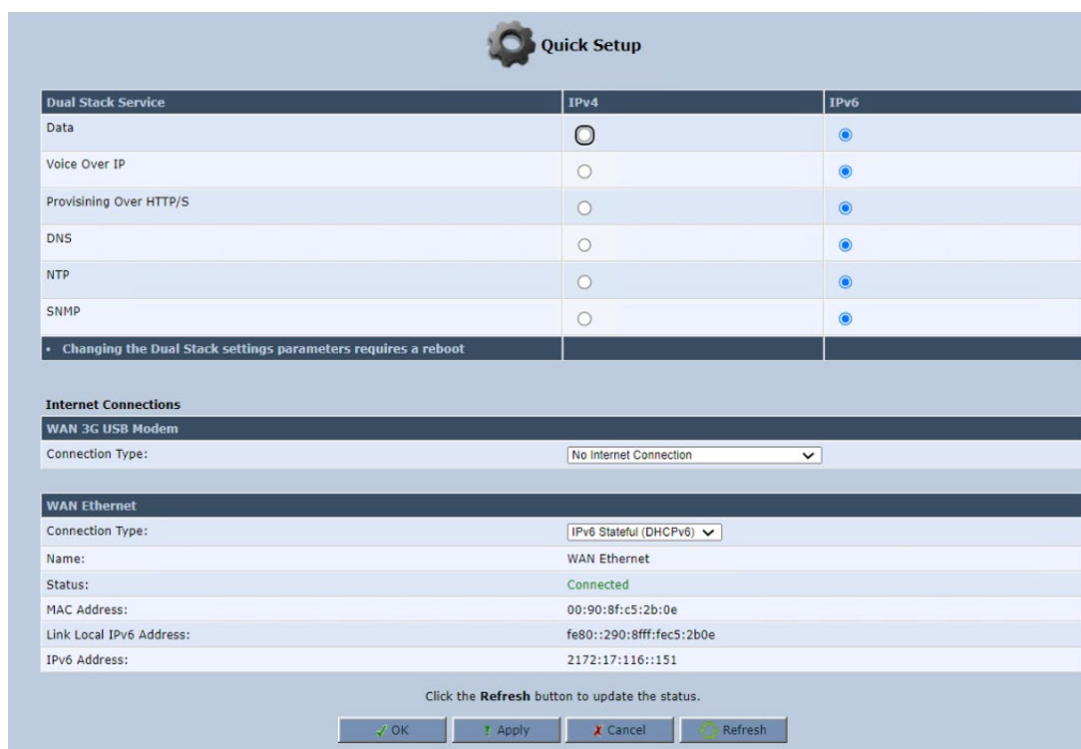 Quick Setup
Dual Stack Service IPv4 IPv6
Data
Voice Over IP
Provisining Over HTTP/S
DNS
NTP
SNMP
• Changing the Dual Stack settings parameters requires a reboot
Internet Connections
WAN 3G USB Modem
Connection Type: No Internet Connection
WAN Ethernet
Connection Type: IPv6 Stateful (DHCPv6)
Name: WAN Ethernet
Status: Connected
MAC Address: 00:90:8f:c5:2b:0e
Link Local IPv6 Address: fe80::290:8fff:fec5:2b0e
IPv6 Address: 2172:17:116::151
Click the Refresh button to update the status.
OK Apply Cancel Refresh